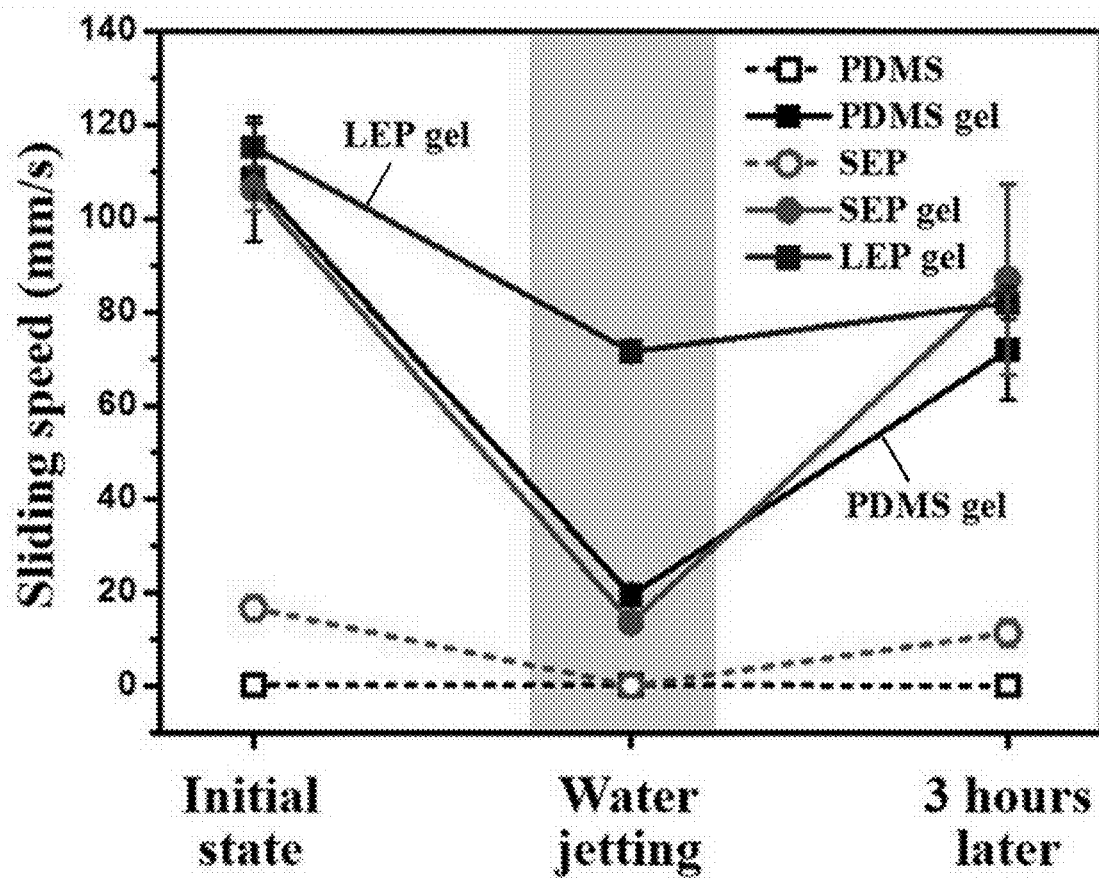 Sliding speed (mm/s)
140
120
100
80
60
40
20
0
LEP gel
PDMS
PDMS gel
SEP
SEP gel
LEP gel
PDMS gel
Initial
state
Water
jetting
3 hours
later